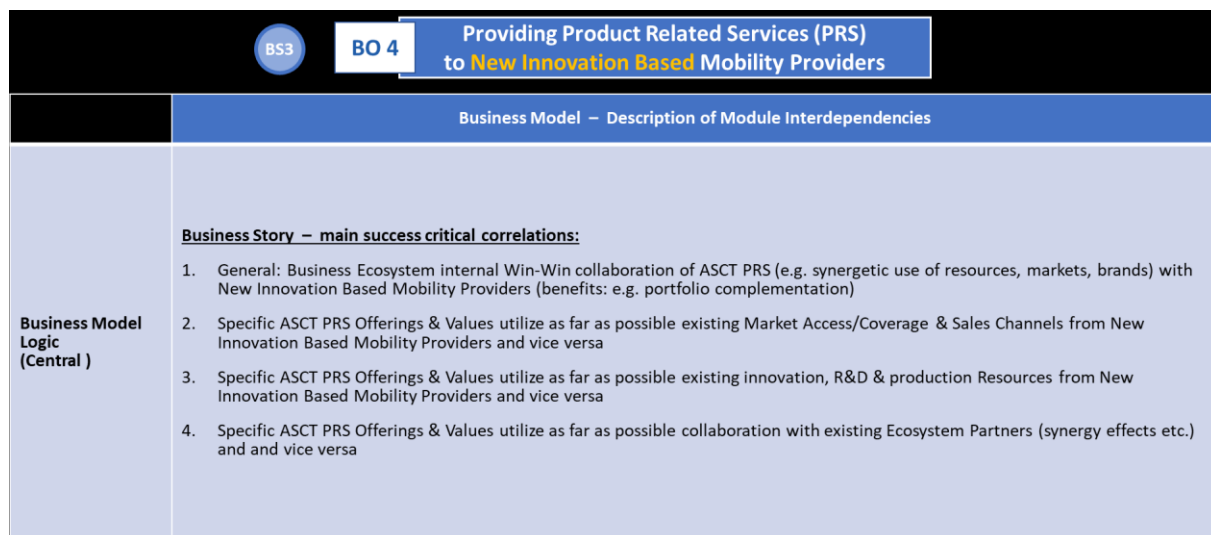 BS3
BO 4
Providing Product Related Services (PRS)
to New Innovation Based Mobility Providers
Business Model – Description of Module Interdependencies
Business Model
Logic
(Central )
Business Story – main success critical correlations:
1. General: Business Ecosystem internal Win-Win collaboration of ASCT PRS (e.g. synergetic use of resources, markets, brands) with
New Innovation Based Mobility Providers (benefits: e.g. portfolio complementation)
2. Specific ASCT PRS Offerings & Values utilize as far as possible existing Market Access/Coverage & Sales Channels from New
Innovation Based Mobility Providers and vice versa
3. Specific ASCT PRS Offerings & Values utilize as far as possible existing innovation, R&D & production Resources from New
Innovation Based Mobility Providers and vice versa
4. Specific ASCT PRS Offerings & Values utilize as far as possible collaboration with existing Ecosystem Partners (synergy effects etc.)
and and vice versa